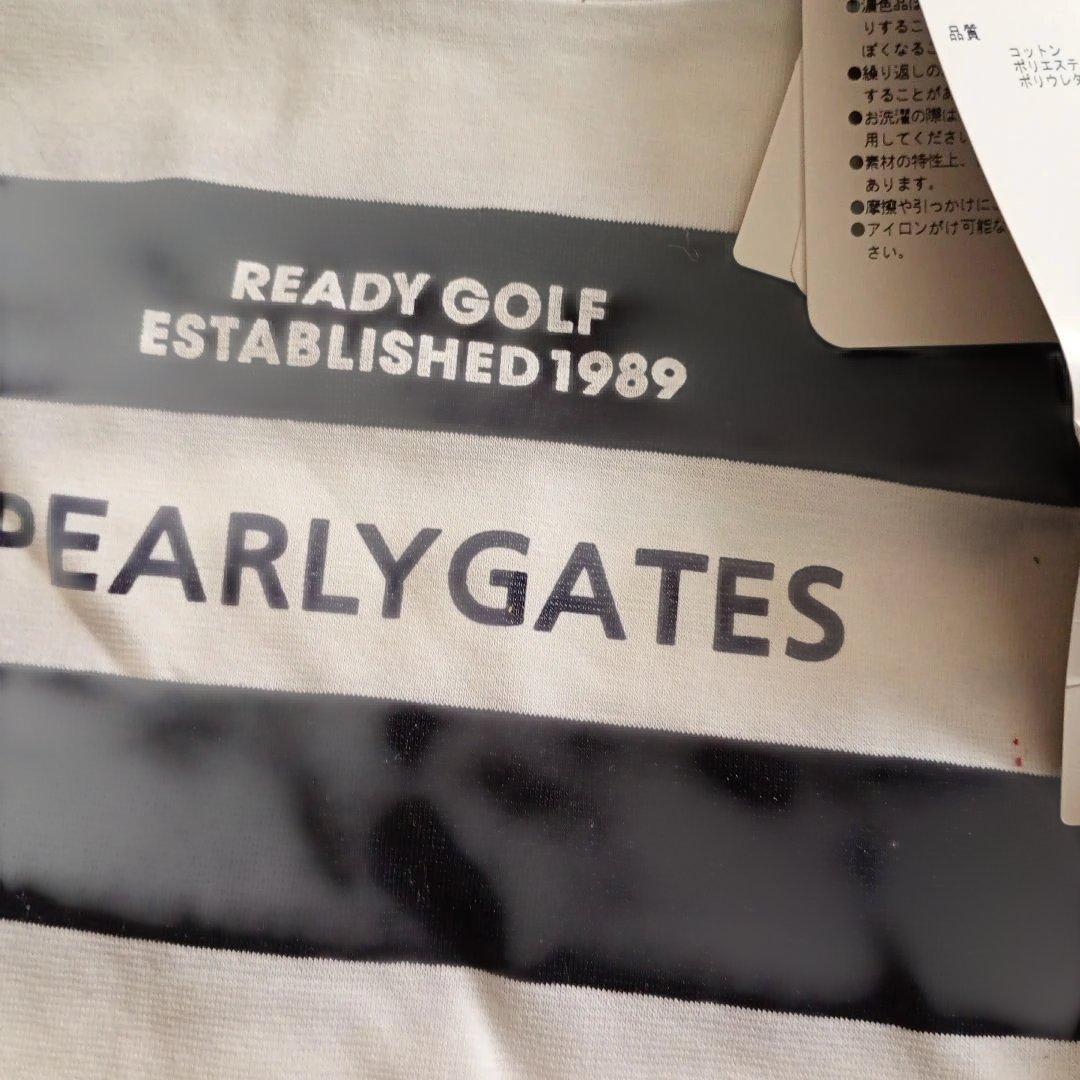 READY GOLF
ESTABLISHED 1989
PEARLYGATES
●濃色品は
りするこ
ぽくなるこ
●繰り返しの
することがあ
●お洗濯の際は
用してくださ
●素材の特性上、
あります。
●摩擦や引っかけに
●アイロンがけ可能な
さい。
品質
コットン
ポリエステ
ポリウレタ